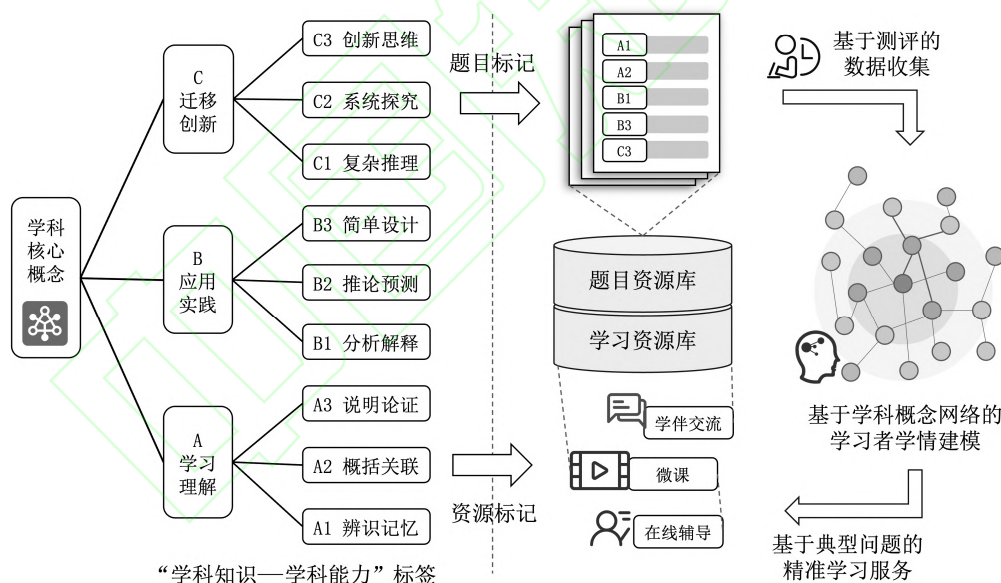 学科
核心
概念
C
迁移
创新
C3 创新思维
C2 系统探究
C1 复杂推理
B
应用
实践
B3 简单设计
B2 推论预测
B1 分析解释
A
学习
理解
A3 说明论证
A2 概括关联
A1 辨识记忆
“学科知识—学科能力”标签
题目标记
资源标记
A1
A2
B1
B3
C3
题目资源库
学习资源库
学伴交流
微课
在线辅导
基于测评的
数据收集
基于学科概念网络的
学习者学情建模
基于典型问题的
精准学习服务